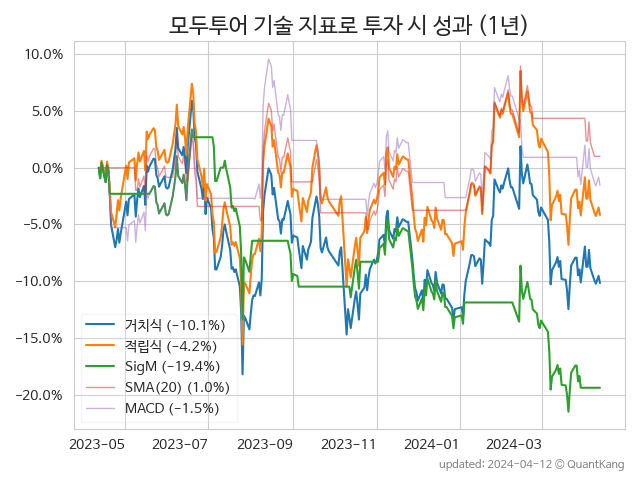 모두투어 기술 지표로 투자 시 성과 (1년)
10.0%
5.0%
0.0%
−5.0%
−10.0%
−15.0%
−20.0%
거치식 (−10.1%)
적립식 (−4.2%)
SigM (−19.4%)
SMA(20) (1.0%)
MACD (−1.5%)
2023-05
2023-07
2023-09
2023-11
2024-01
2024-03
updated: 2024-04-12 © QuantKang